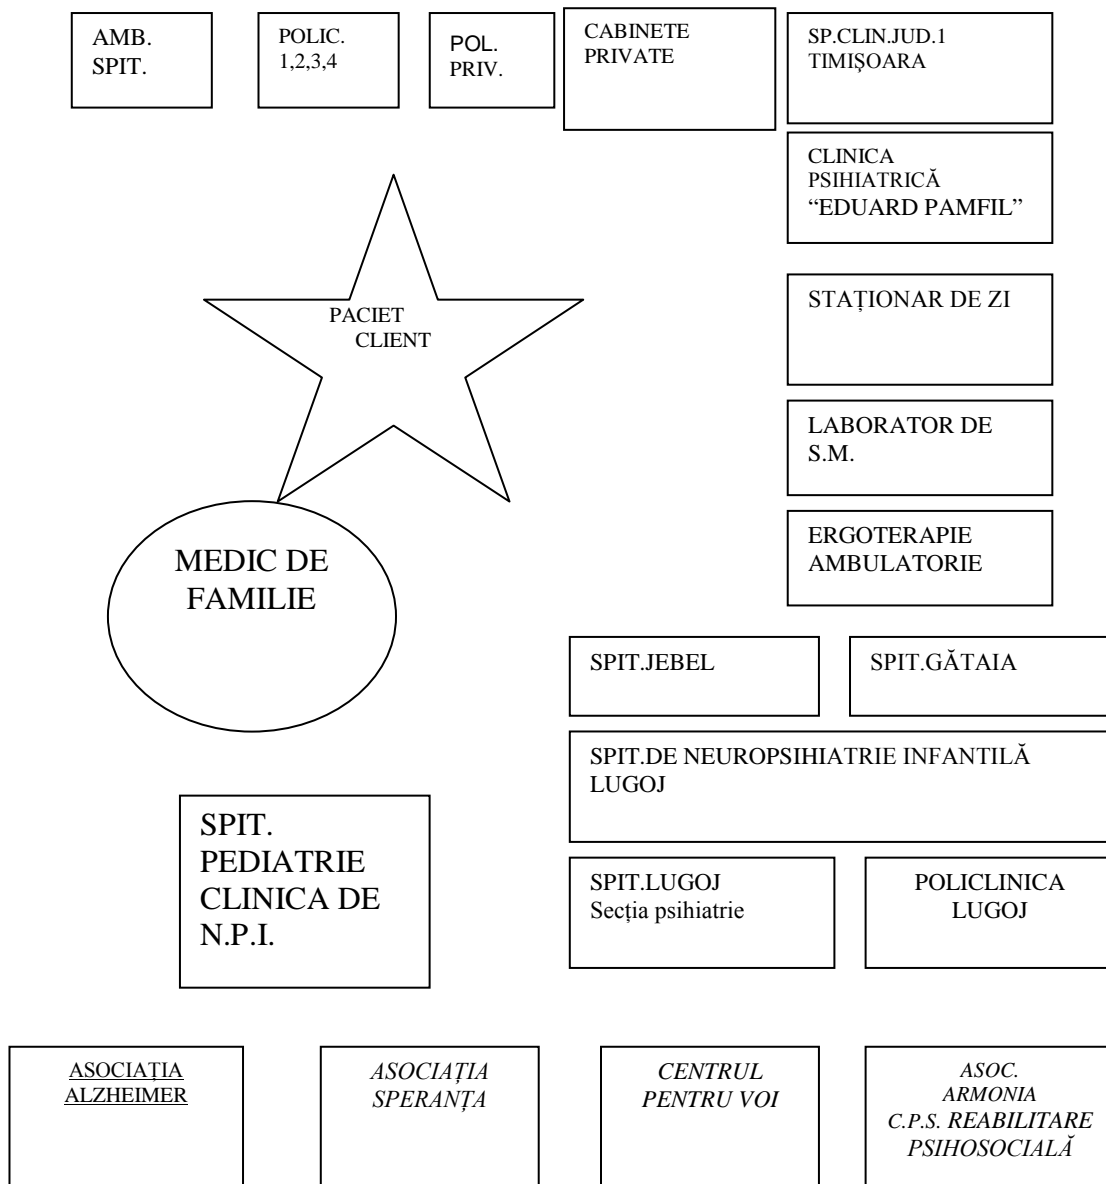 AMB.
SPIT.
POLIC.
1,2,3,4
POL.
PRIV.
CABINETE
PRIVATE
SP.CLIN.JUD.1
TIMIŞOARA
CLINICA
PSIHIATRICĂ
“EDUARD PAMFIL”
PACIET
CLIENT
STAȚIONAR DE ZI
LABORATOR DE
S.M.
ERGOTERAPIE
AMBULATORIE
MEDIC DE
FAMILIE
SPIT.JEBEL
SPIT.GĂTAIA
SPIT.DE NEUROPSIHIATRIE INFANTILĂ
LUGOJ
SPIT.
PEDIATRIE
CLINICA DE
N.P.I.
SPIT.LUGOJ
Secția psihiatrie
POLICLINICA
LUGOJ
ASOCIAȚIA
ALZHEIMER
ASOCIAȚIA
SPERANȚA
CENTRUL
PENTRU VOI
ASOC.
ARMONIA
C.P.S. REABILITARE
PSIHOSOCIALĂ